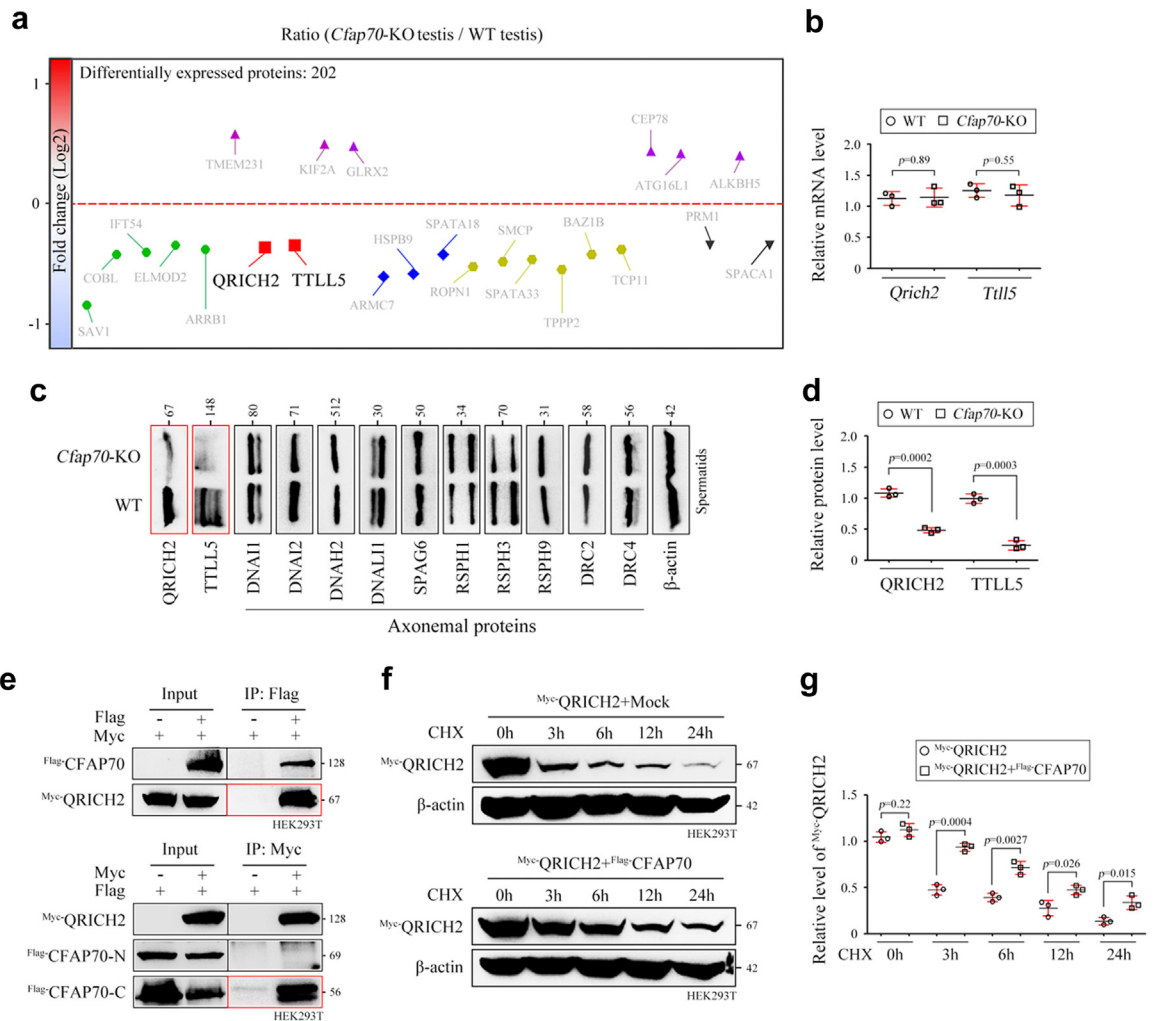 a
Ratio (Cfap70-KO testis / WT testis)
Differentially expressed proteins: 202
Fold change (Log2)
1
0
-1
TMEM231
KIF2A
GLRX2
CEP78
ATG16L1
ALKBH5
PRM1
SPACA1
IFT54
COBL
ELMOD2
SAV1
ARRB1
QRICH2
TTLL5
HSPB9
SPATA18
ARMC7
ROPN1
SMCP
SPATA33
TPPP2
BAZ1B
TCP11
b
WT Cfap70-KO
Relative mRNA level
2.0
1.5
1.0
0.5
0
p=0.89
p=0.55
Qrich2 Ttll5
c
67 148 80 71 512 30 50 34 70 31 58 56 42
Cfap70-KO
WT
Spermatids
QRICH2 TTLL5 DNAI1 DNAI2 DNAH2 DNALI1 SPAG6 RSPH1 RSPH3 RSPH9 DRC2 DRC4 β-actin
Axonemal proteins
d
WT Cfap70-KO
Relative protein level
2.0
1.5
1.0
0.5
0
p=0.0002
p=0.0003
QRICH2 TTLL5
e
Input IP: Flag
Flag - + - +
Myc + + + +
Flag-CFAP70 128
Myc-QRICH2 67
HEK293T
Input IP: Myc
Myc - + - +
Flag + + + +
Myc-QRICH2 128
Flag-CFAP70-N 69
Flag-CFAP70-C 56
HEK293T
f
Myc-QRICH2+Mock
CHX 0h 3h 6h 12h 24h
Myc-QRICH2 67
β-actin 42
HEK293T
Myc-QRICH2+Flag-CFAP70
CHX 0h 3h 6h 12h 24h
Myc-QRICH2 67
β-actin 42
HEK293T
g
Myc-QRICH2
Myc-QRICH2+Flag-CFAP70
Relative level of Myc-QRICH2
1.5
1.0
0.5
0
p=0.22
p=0.0004
p=0.0027
p=0.026
p=0.015
CHX 0h 3h 6h 12h 24h